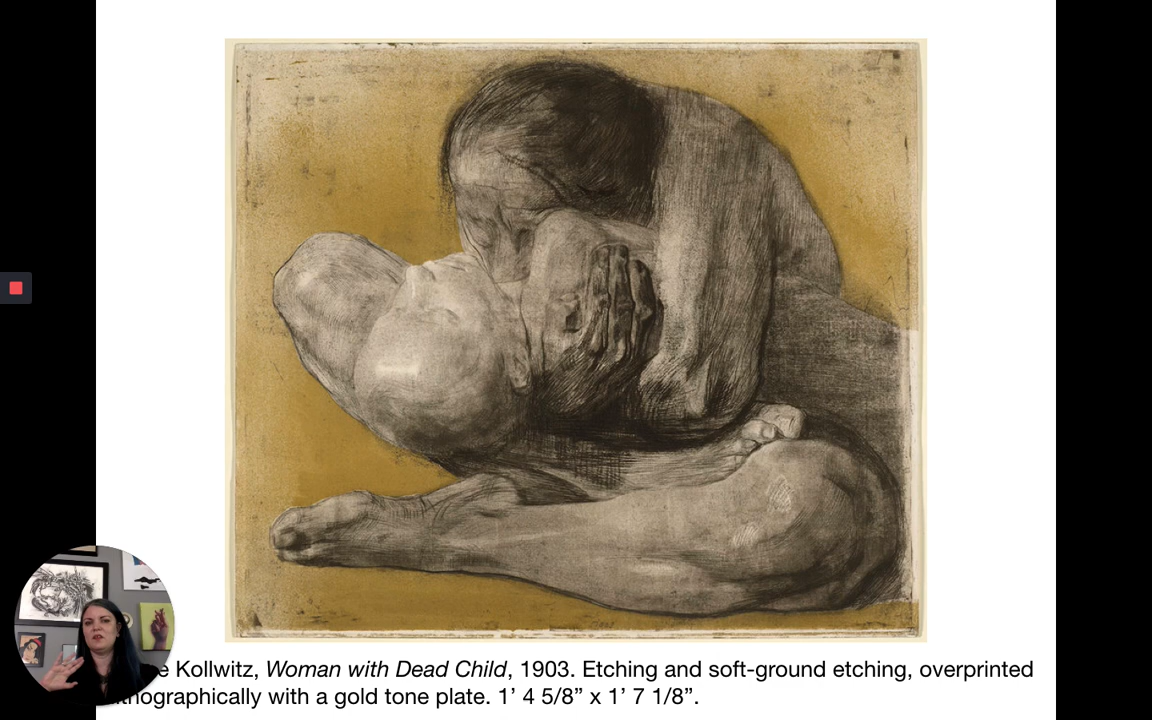 Kollwitz, Woman with Dead Child, 1903. Etching and soft-ground etching, overprinted
with a gold tone plate. 1’ 4 5/8” x 1’ 7 1/8”.